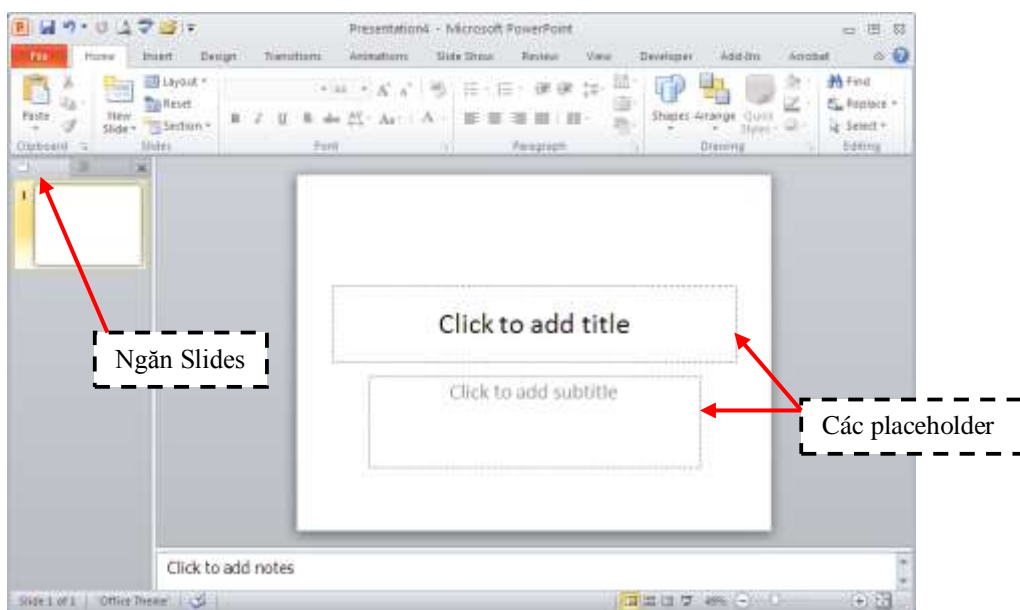 Presentation4 - Microsoft PowerPoint
File Home Insert Design Transitions Animations Slide Show Review View Developer Add-Ins Acrobat
Paste
New Slide
Layout
Reset
Section
Shapes Arrange Quick Styles
Find
Replace
Select
Clipboard Slides Font Paragraph Drawing Editing
1
Click to add title
Ngăn Slides
Click to add subtitle
Các placeholder
Click to add notes
Slide 1 of 1 "Office Theme" 49%